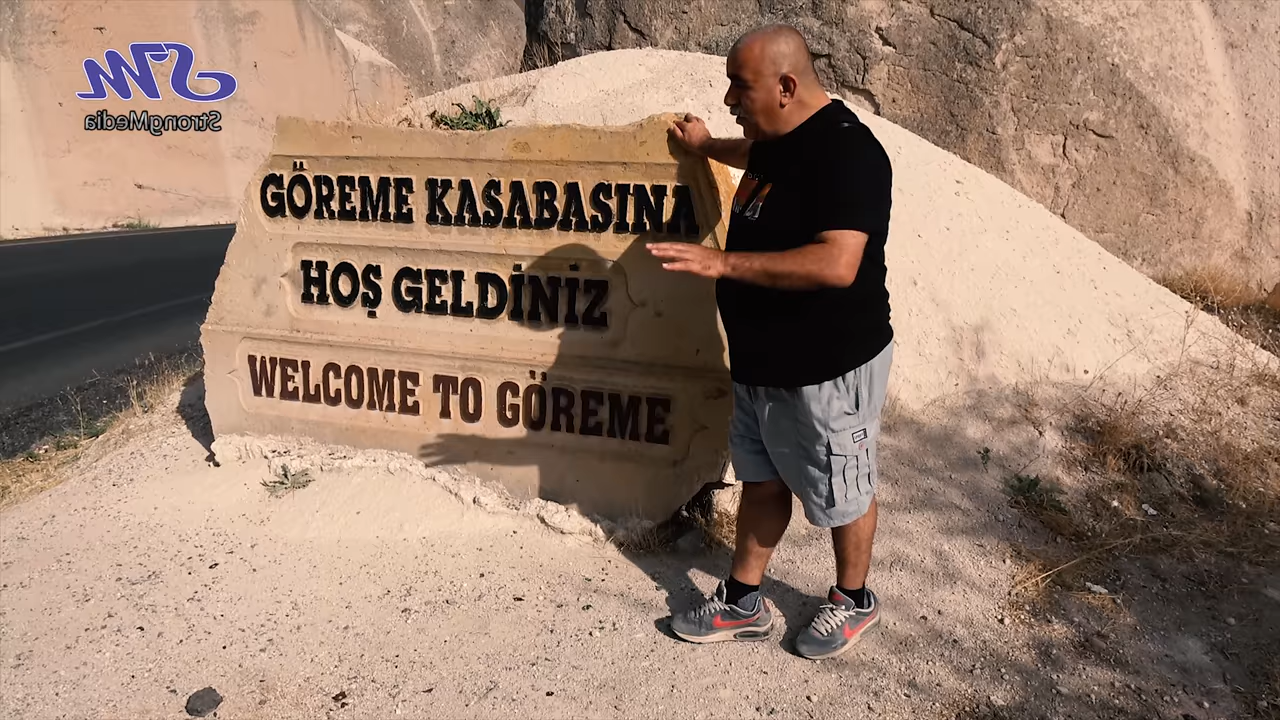 StrongMedia
GÖREME KASABASINA
HOŞ GELDİNİZ
WELCOME TO GÖREME